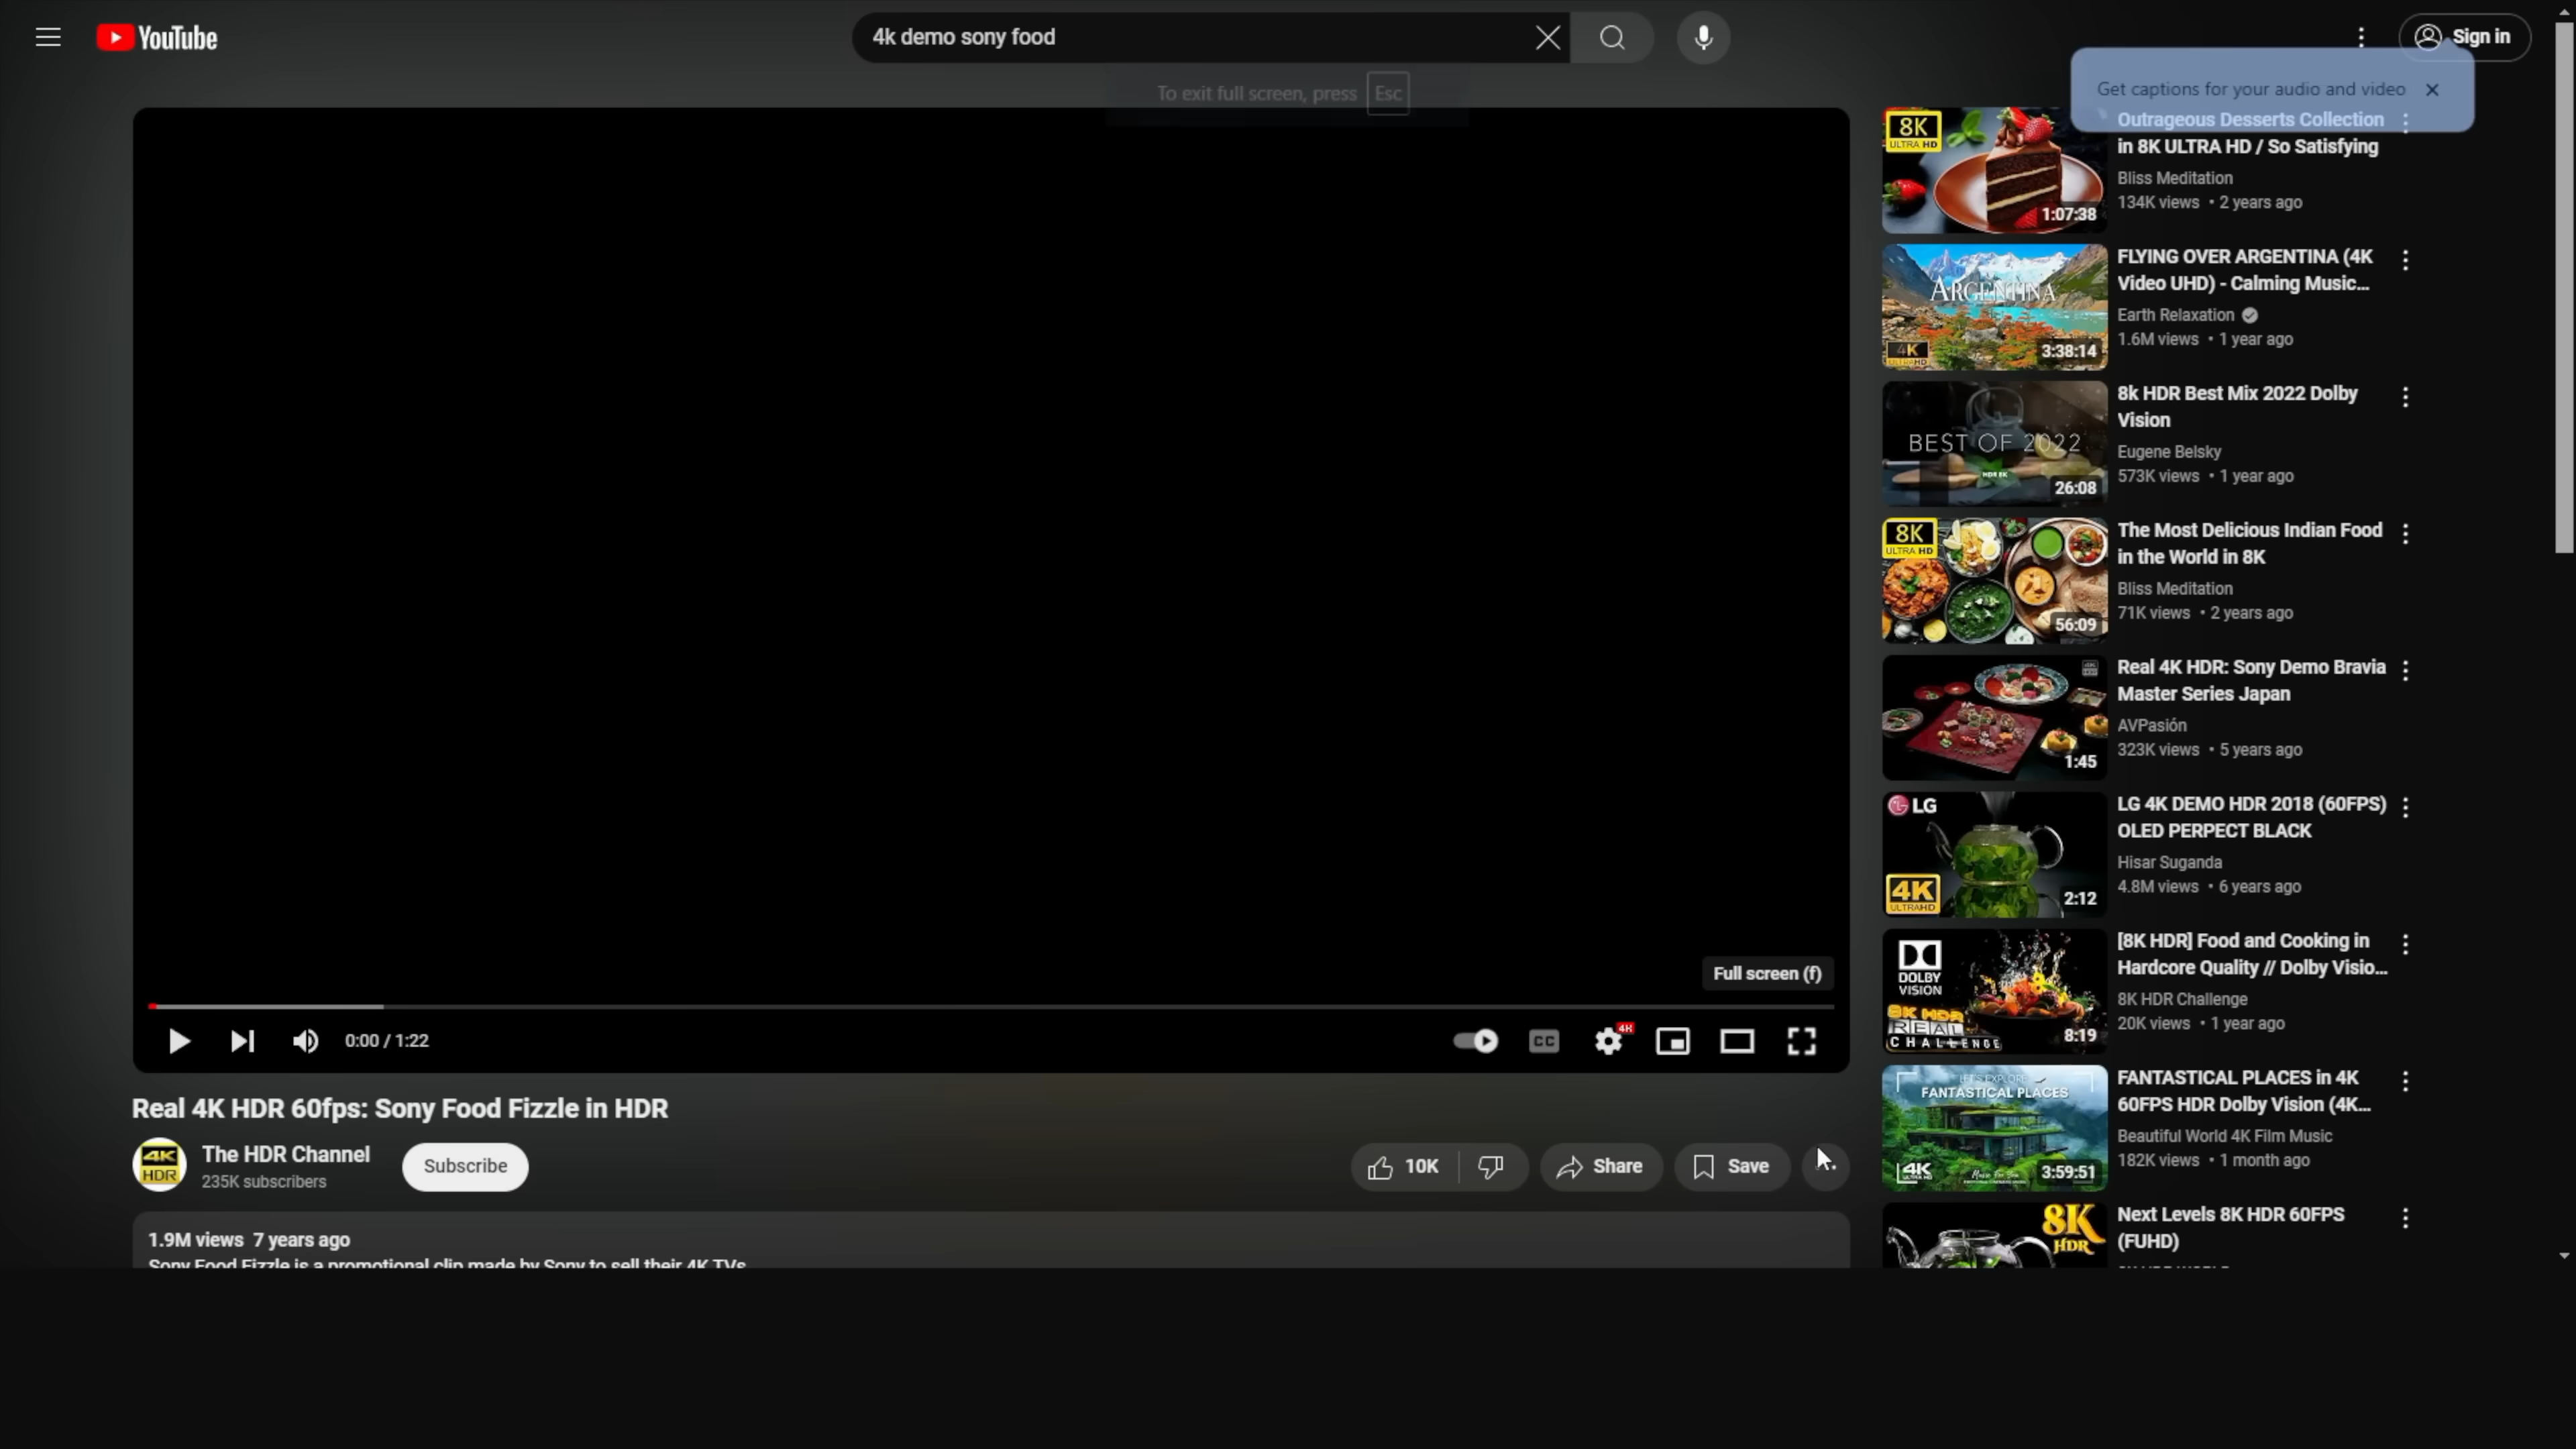 YouTube
4k demo sony food
Sign in
To exit full screen, press Esc
Get captions for your audio and video
Full screen (f)
4K
CC
0:00 / 1:22
Real 4K HDR 60fps: Sony Food Fizzle in HDR
4K
HDR
The HDR Channel
235K subscribers
Subscribe
10K
Share
Save
1.9M views 7 years ago
Sony Food Fizzle is a promotional clip made by Sony to sell their 4K TVs
8K
ULTRA HD
1:07:38
Outrageous Desserts Collection
in 8K ULTRA HD / So Satisfying
Bliss Meditation
134K views • 2 years ago
ARGENTINA
4K
ULTRAHD
3:38:14
FLYING OVER ARGENTINA (4K
Video UHD) - Calming Music...
Earth Relaxation
1.6M views • 1 year ago
BEST OF 2022
HDR 8K
26:08
8k HDR Best Mix 2022 Dolby
Vision
Eugene Belsky
573K views • 1 year ago
8K
ULTRA HD
56:09
The Most Delicious Indian Food
in the World in 8K
Bliss Meditation
71K views • 2 years ago
1:45
Real 4K HDR: Sony Demo Bravia
Master Series Japan
AVPasión
323K views • 5 years ago
LG
4K
ULTRAHD
2:12
LG 4K DEMO HDR 2018 (60FPS)
OLED PERPECT BLACK
Hisar Suganda
4.8M views • 6 years ago
DOLBY
VISION
8K HDR
REAL
CHALLENGE
8:19
[8K HDR] Food and Cooking in
Hardcore Quality // Dolby Visio...
8K HDR Challenge
20K views • 1 year ago
LET'S EXPLORE
FANTASTICAL PLACES
4K
3:59:51
FANTASTICAL PLACES in 4K
60FPS HDR Dolby Vision (4K...
Beautiful World 4K Film Music
182K views • 1 month ago
8K
HDR
Next Levels 8K HDR 60FPS
(FUHD)